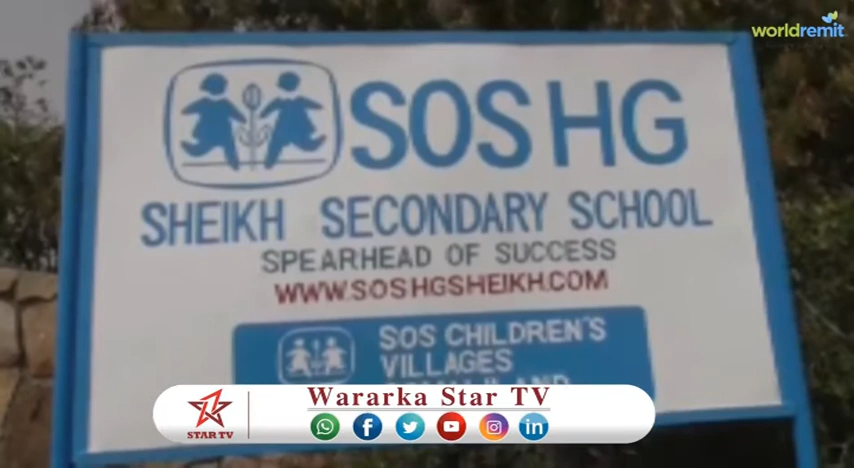 worldremit
SOS HG
SHEIKH SECONDARY SCHOOL
SPEARHEAD OF SUCCESS
WWW.SOSHGSHEIKH.COM
SOS CHILDREN'S
VILLAGES
Wararka Star TV
STAR TV